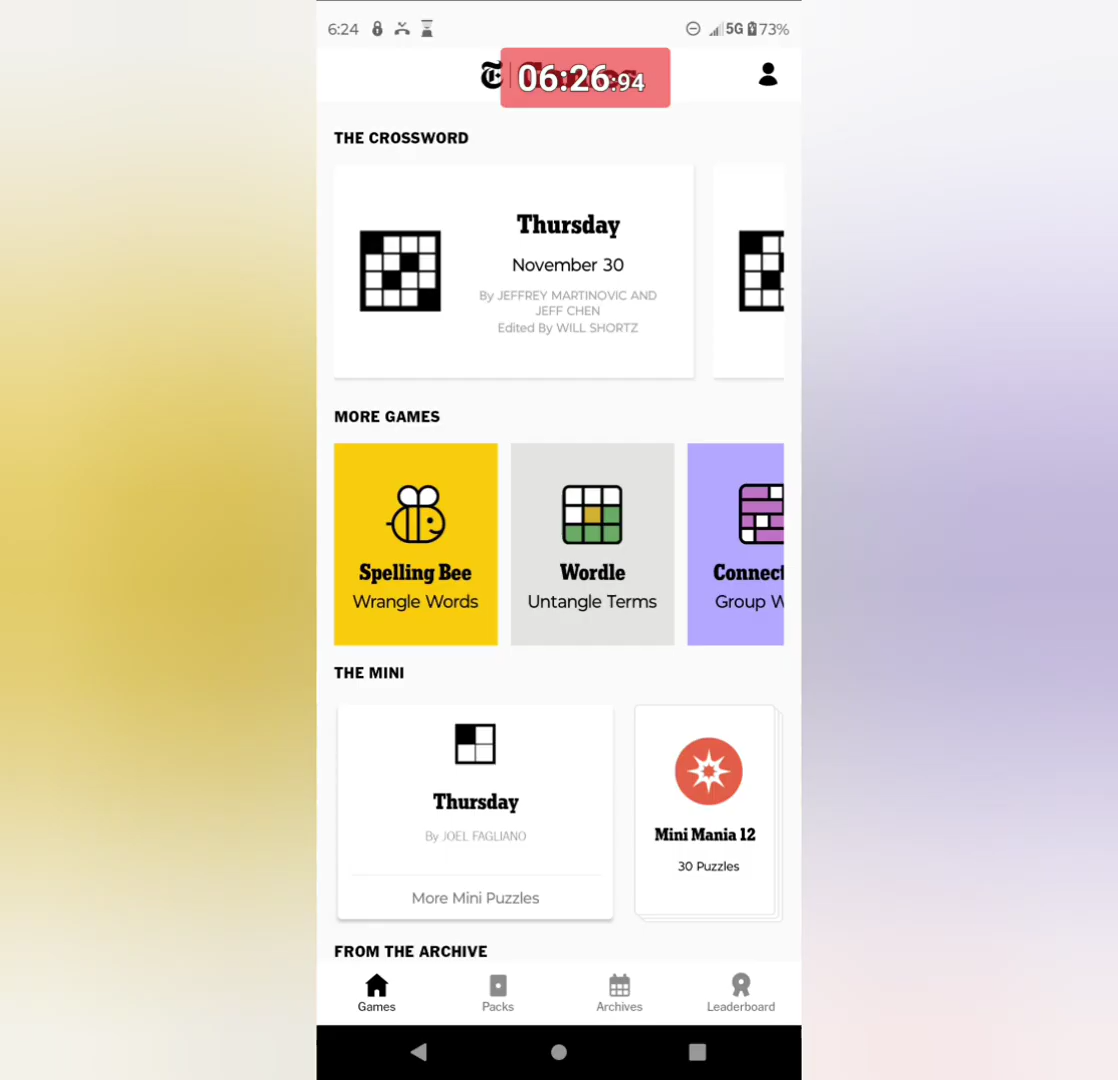 6:24
5G 73%
06:26:94
THE CROSSWORD
Thursday
November 30
By JEFFREY MARTINOVIC AND
JEFF CHEN
Edited By WILL SHORTZ
MORE GAMES
Spelling Bee
Wrangle Words
Wordle
Untangle Terms
Connect
Group W
THE MINI
Thursday
By JOEL FAGLIANO
More Mini Puzzles
Mini Mania 12
30 Puzzles
FROM THE ARCHIVE
Games
Packs
Archives
Leaderboard